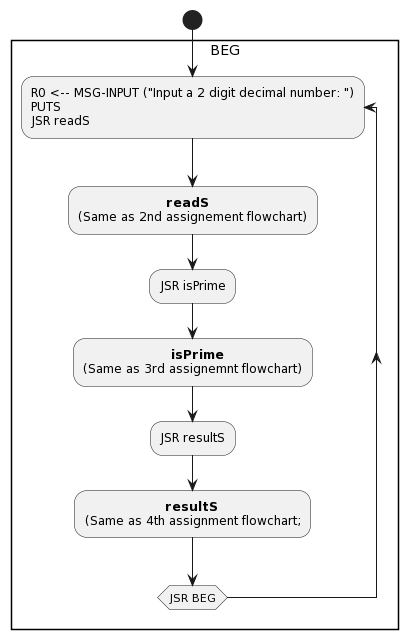 BEG
R0 <-- MSG-INPUT ("Input a 2 digit decimal number: ")
PUTS
JSR readS
readS
(Same as 2nd assignement flowchart)
JSR isPrime
isPrime
(Same as 3rd assignemnt flowchart)
JSR resultS
resultS
(Same as 4th assignment flowchart;
JSR BEG